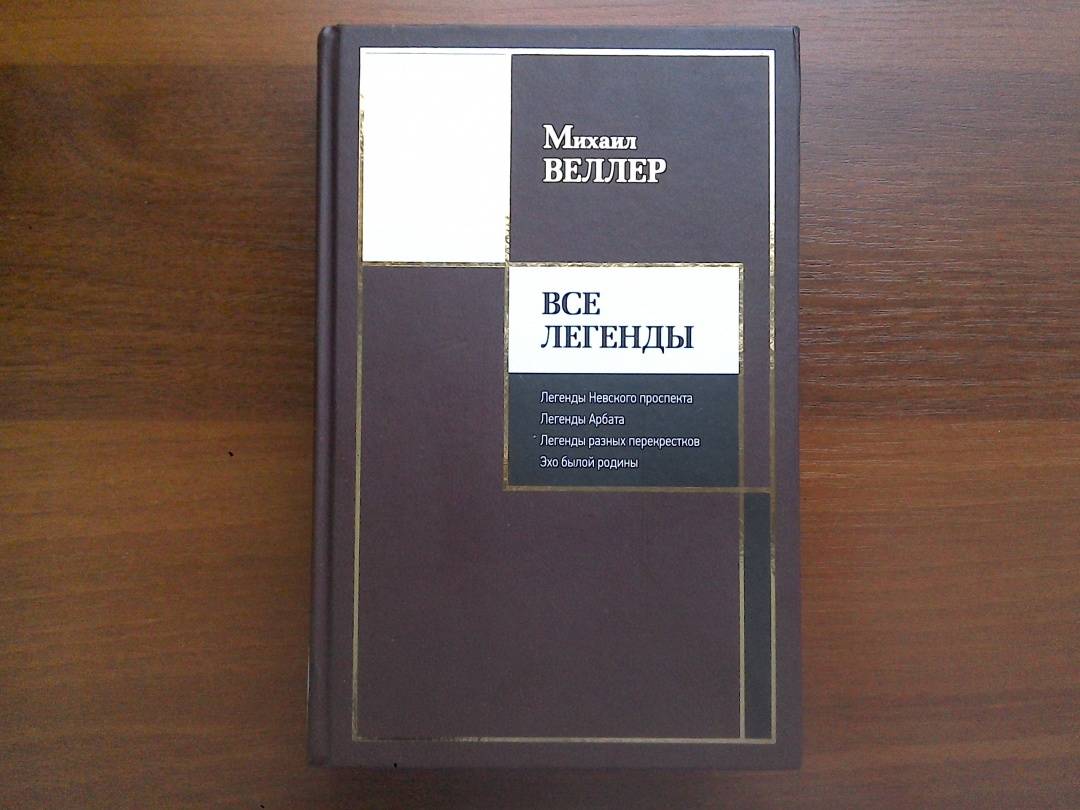 Михаил
ВЕЛЛЕР
ВСЕ
ЛЕГЕНДЫ
Легенды Невского проспекта
Легенды Арбата
Легенды разных перекрестков
Эхо былой родины